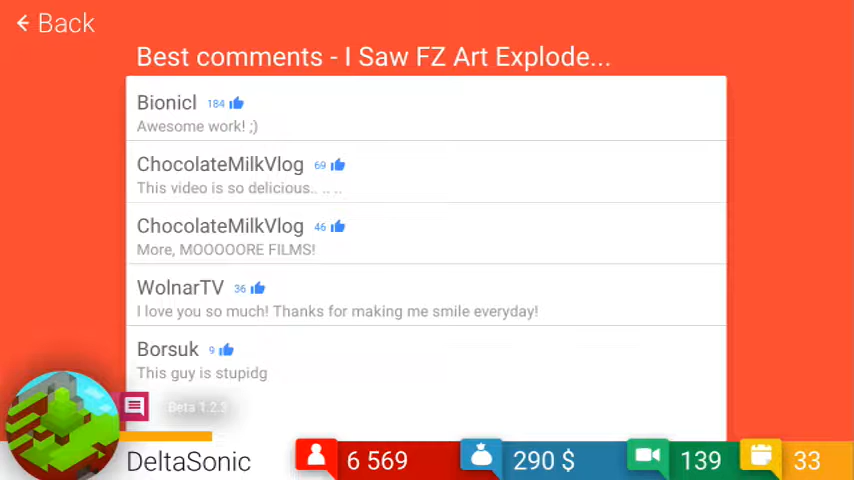 Back
Best comments - I Saw FZ Art Explode...
Bionicl 184
Awesome work! ;)
ChocolateMilkVlog 69
This video is so delicious.. .. ..
ChocolateMilkVlog 46
More, MOOOOORE FILMS!
WolnarTV 36
I love you so much! Thanks for making me smile everyday!
Borsuk 9
This guy is stupidg
Beta 1.2.2
DeltaSonic 6 569 290 $ 139 33